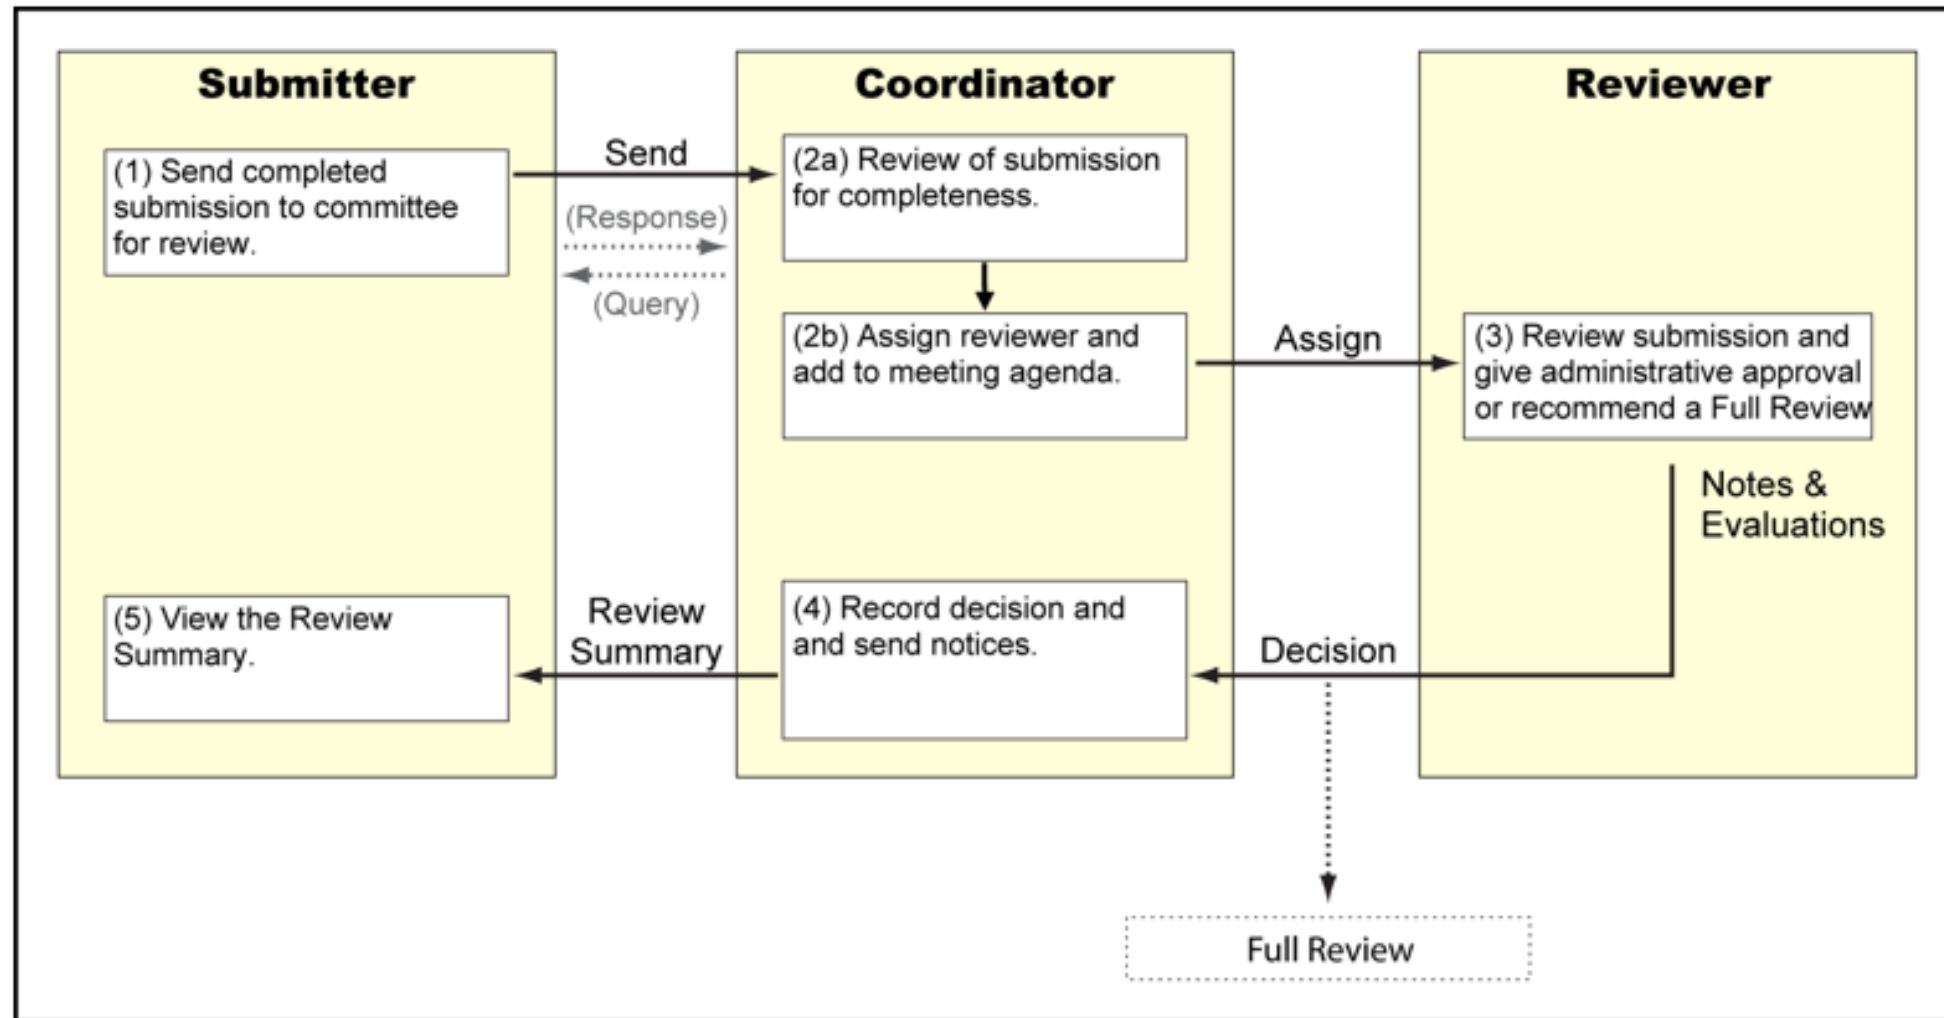 Submitter
Coordinator
Reviewer
(1) Send completed
submission to committee
for review.
Send
(Response)
(Query)
(2a) Review of submission
for completeness.
(2b) Assign reviewer and
add to meeting agenda.
Assign
(3) Review submission and
give administrative approval
or recommend a Full Review
Notes &
Evaluations
Decision
(4) Record decision and
and send notices.
Review
Summary
(5) View the Review
Summary.
Full Review